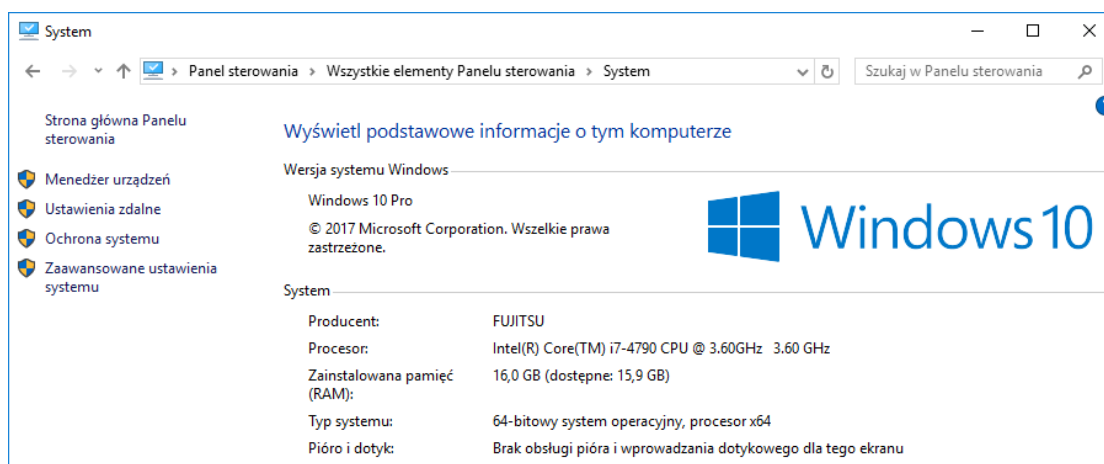 System
Panel sterowania > Wszystkie elementy Panelu sterowania > System
Szukaj w Panelu sterowania
Strona główna Panelu
sterowania
Menedżer urządzeń
Ustawienia zdalne
Ochrona systemu
Zaawansowane ustawienia
systemu
Wyświetl podstawowe informacje o tym komputerze
Wersja systemu Windows
Windows 10 Pro
© 2017 Microsoft Corporation. Wszelkie prawa
zastrzeżone.
Windows 10
System
Producent: FUJITSU
Procesor: Intel(R) Core(TM) i7-4790 CPU @ 3.60GHz 3.60 GHz
Zainstalowana pamięć
(RAM):
16,0 GB (dostępne: 15,9 GB)
Typ systemu: 64-bitowy system operacyjny, procesor x64
Pióro i dotyk: Brak obsługi pióra i wprowadzania dotykowego dla tego ekranu